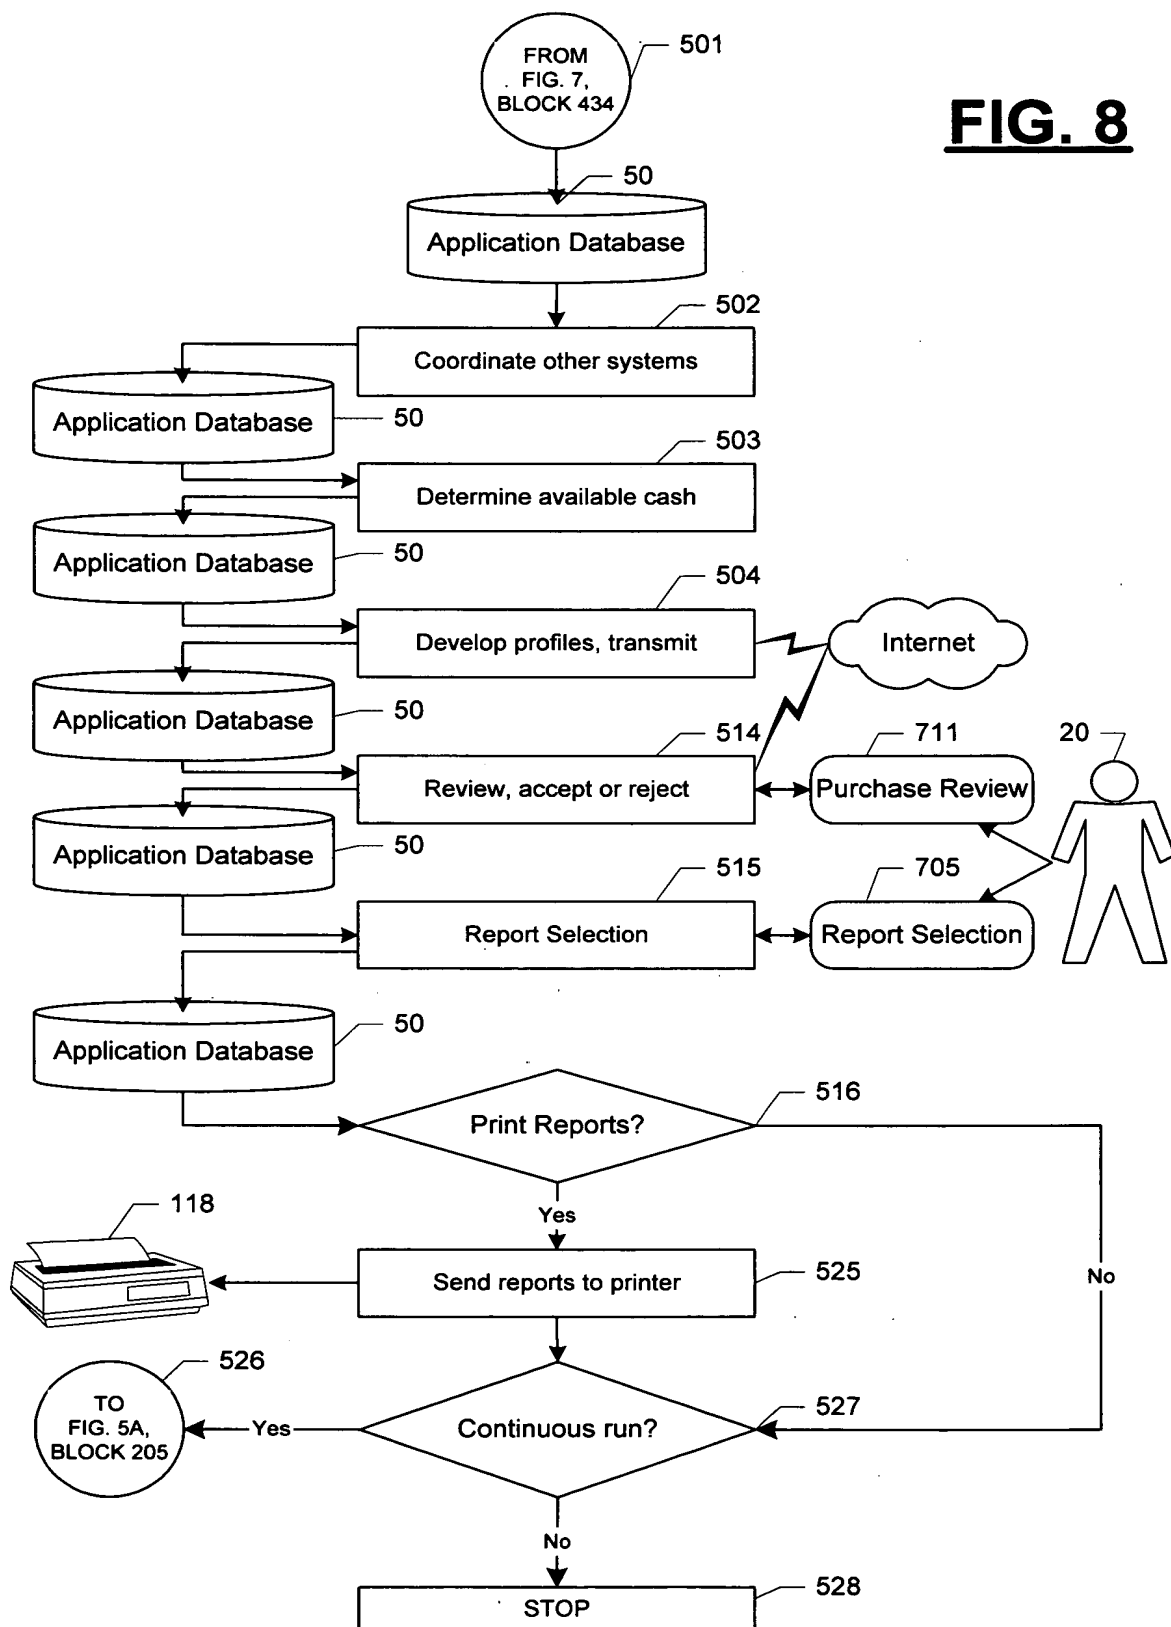 FROM
FIG. 7,
BLOCK 434
501
FIG. 8
50
Application Database
502
Coordinate other systems
Application Database
50
503
Determine available cash
Application Database
50
504
Develop profiles, transmit
Internet
Application Database
50
514
Review, accept or reject
711
Purchase Review
20
Application Database
50
515
Report Selection
705
Report Selection
Application Database
50
Print Reports?
516
Yes
No
118
Send reports to printer
525
526
TO
FIG. 5A,
BLOCK 205
Yes
Continuous run?
527
No
STOP
528